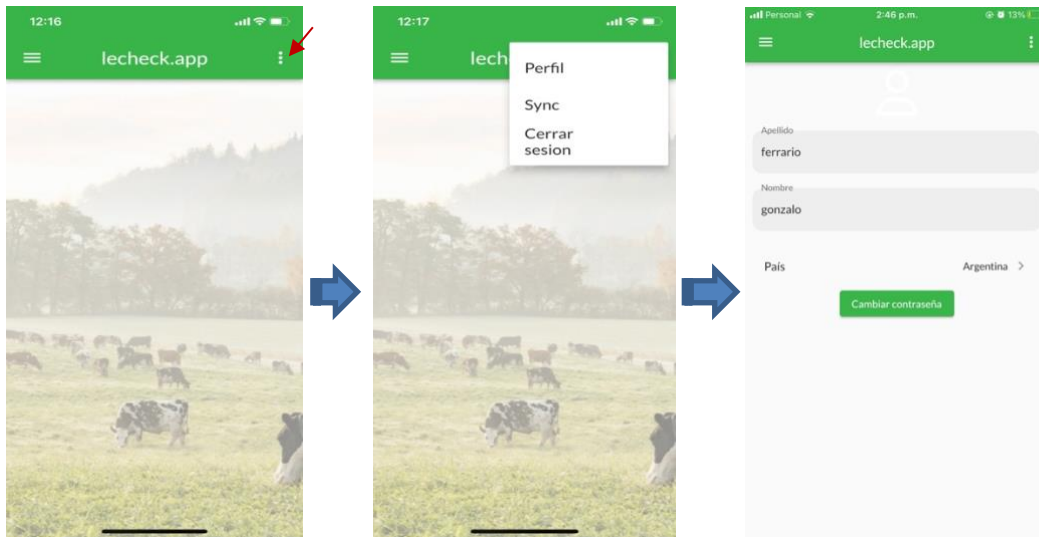 12:16
lecheck.app
12:17
lech
Perfil
Sync
Cerrar
sesion
Personal 2:46 p.m. 13%
lecheck.app
Apellido
ferrario
Nombre
gonzalo
País Argentina
Cambiar contraseña